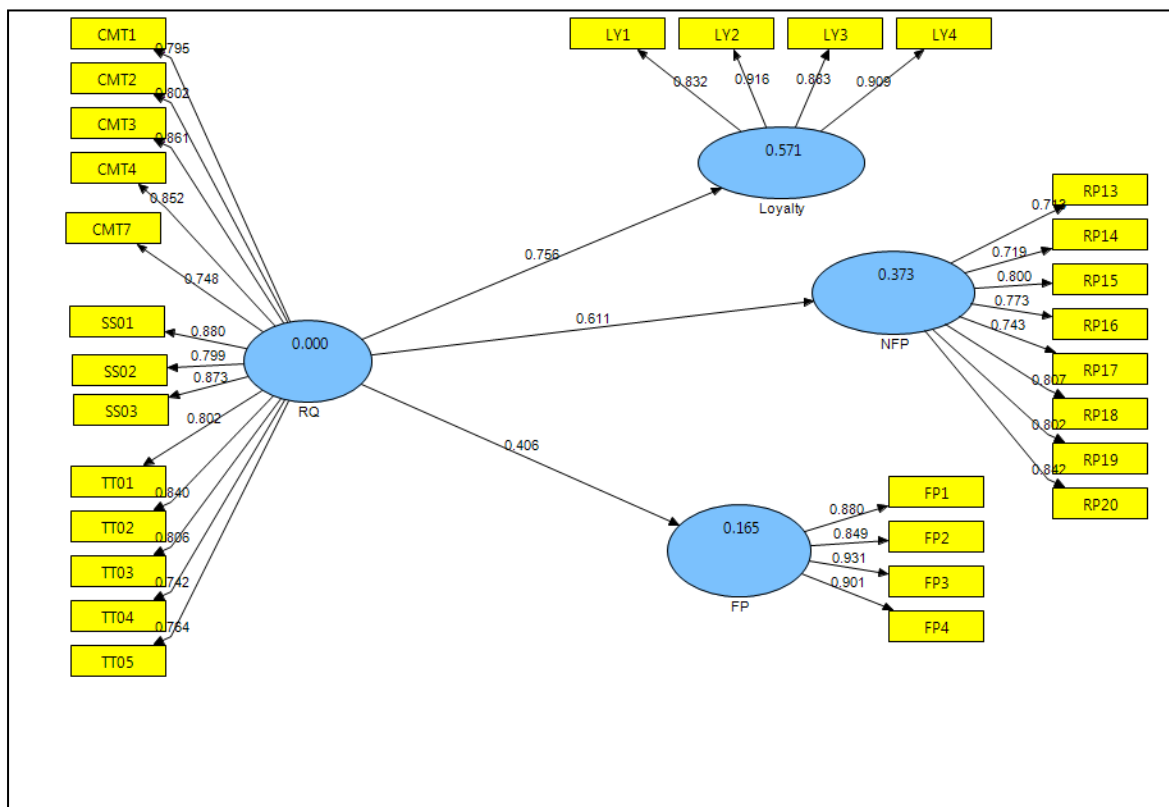 CMT1
0.795
CMT2
0.802
CMT3
0.861
CMT4
0.852
CMT7
0.748
SS01
0.880
SS02
0.799
SS03
0.873
0.802
TT01
0.840
TT02
0.806
TT03
0.742
TT04
0.764
TT05
0.000
RQ
0.756
0.611
0.406
LY1
LY2
LY3
LY4
0.832
0.916
0.883
0.909
0.571
Loyalty
0.373
NFP
RP13
0.713
RP14
0.719
RP15
0.800
RP16
0.773
RP17
0.743
RP18
0.807
RP19
0.802
RP20
0.842
0.165
FP
FP1
0.880
FP2
0.849
FP3
0.931
FP4
0.901